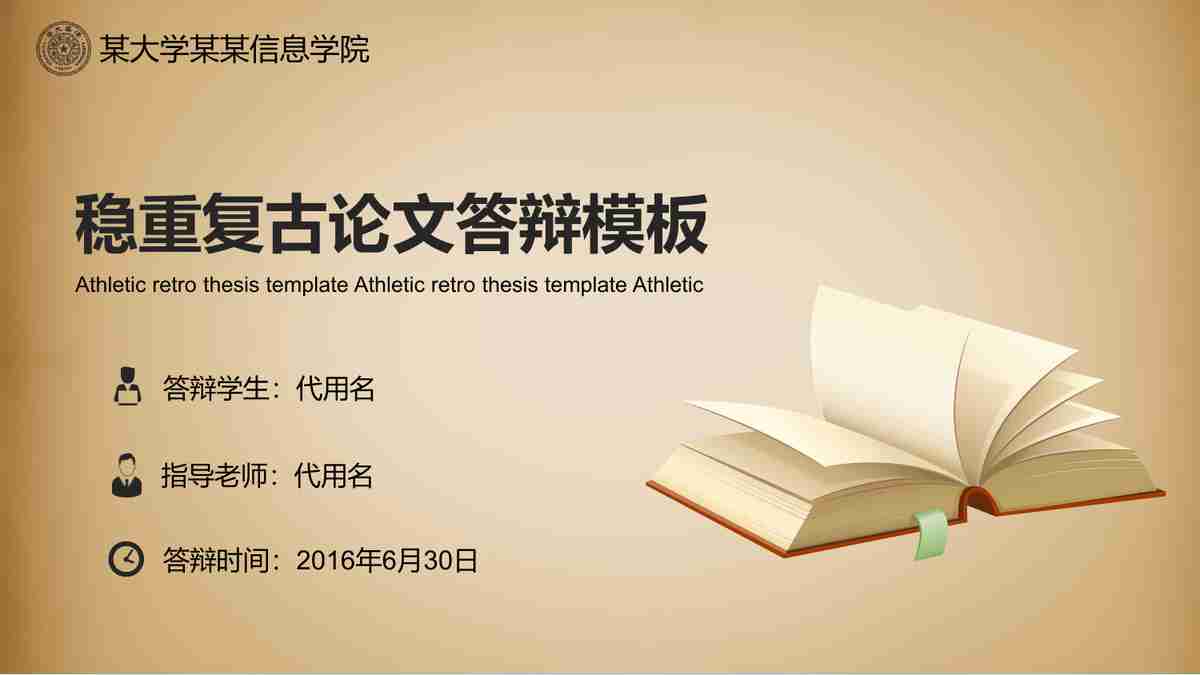 某大学某某信息学院
稳重复古论文答辩模板
Athletic retro thesis template Athletic retro thesis template Athletic
答辩学生：代用名
指导老师：代用名
答辩时间：2016年6月30日